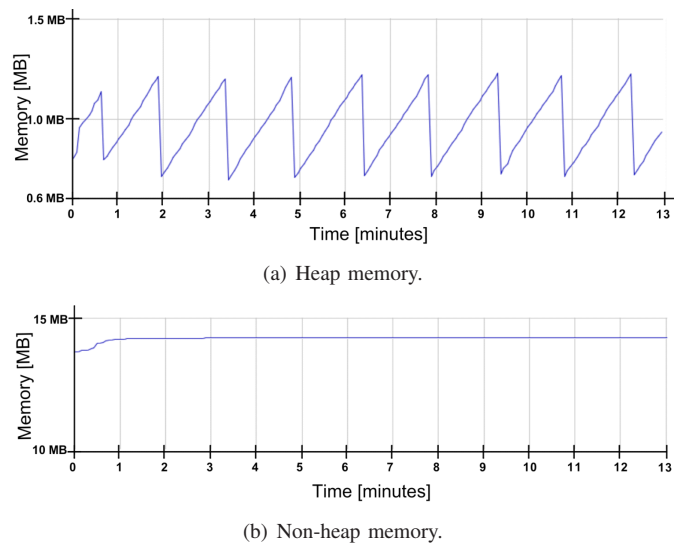 1.5 MB
1.0 MB
0.6 MB
Memory [MB]
0 1 2 3 4 5 6 7 8 9 10 11 12 13
Time [minutes]
(a) Heap memory.
15 MB
10 MB
Memory [MB]
0 1 2 3 4 5 6 7 8 9 10 11 12 13
Time [minutes]
(b) Non-heap memory.